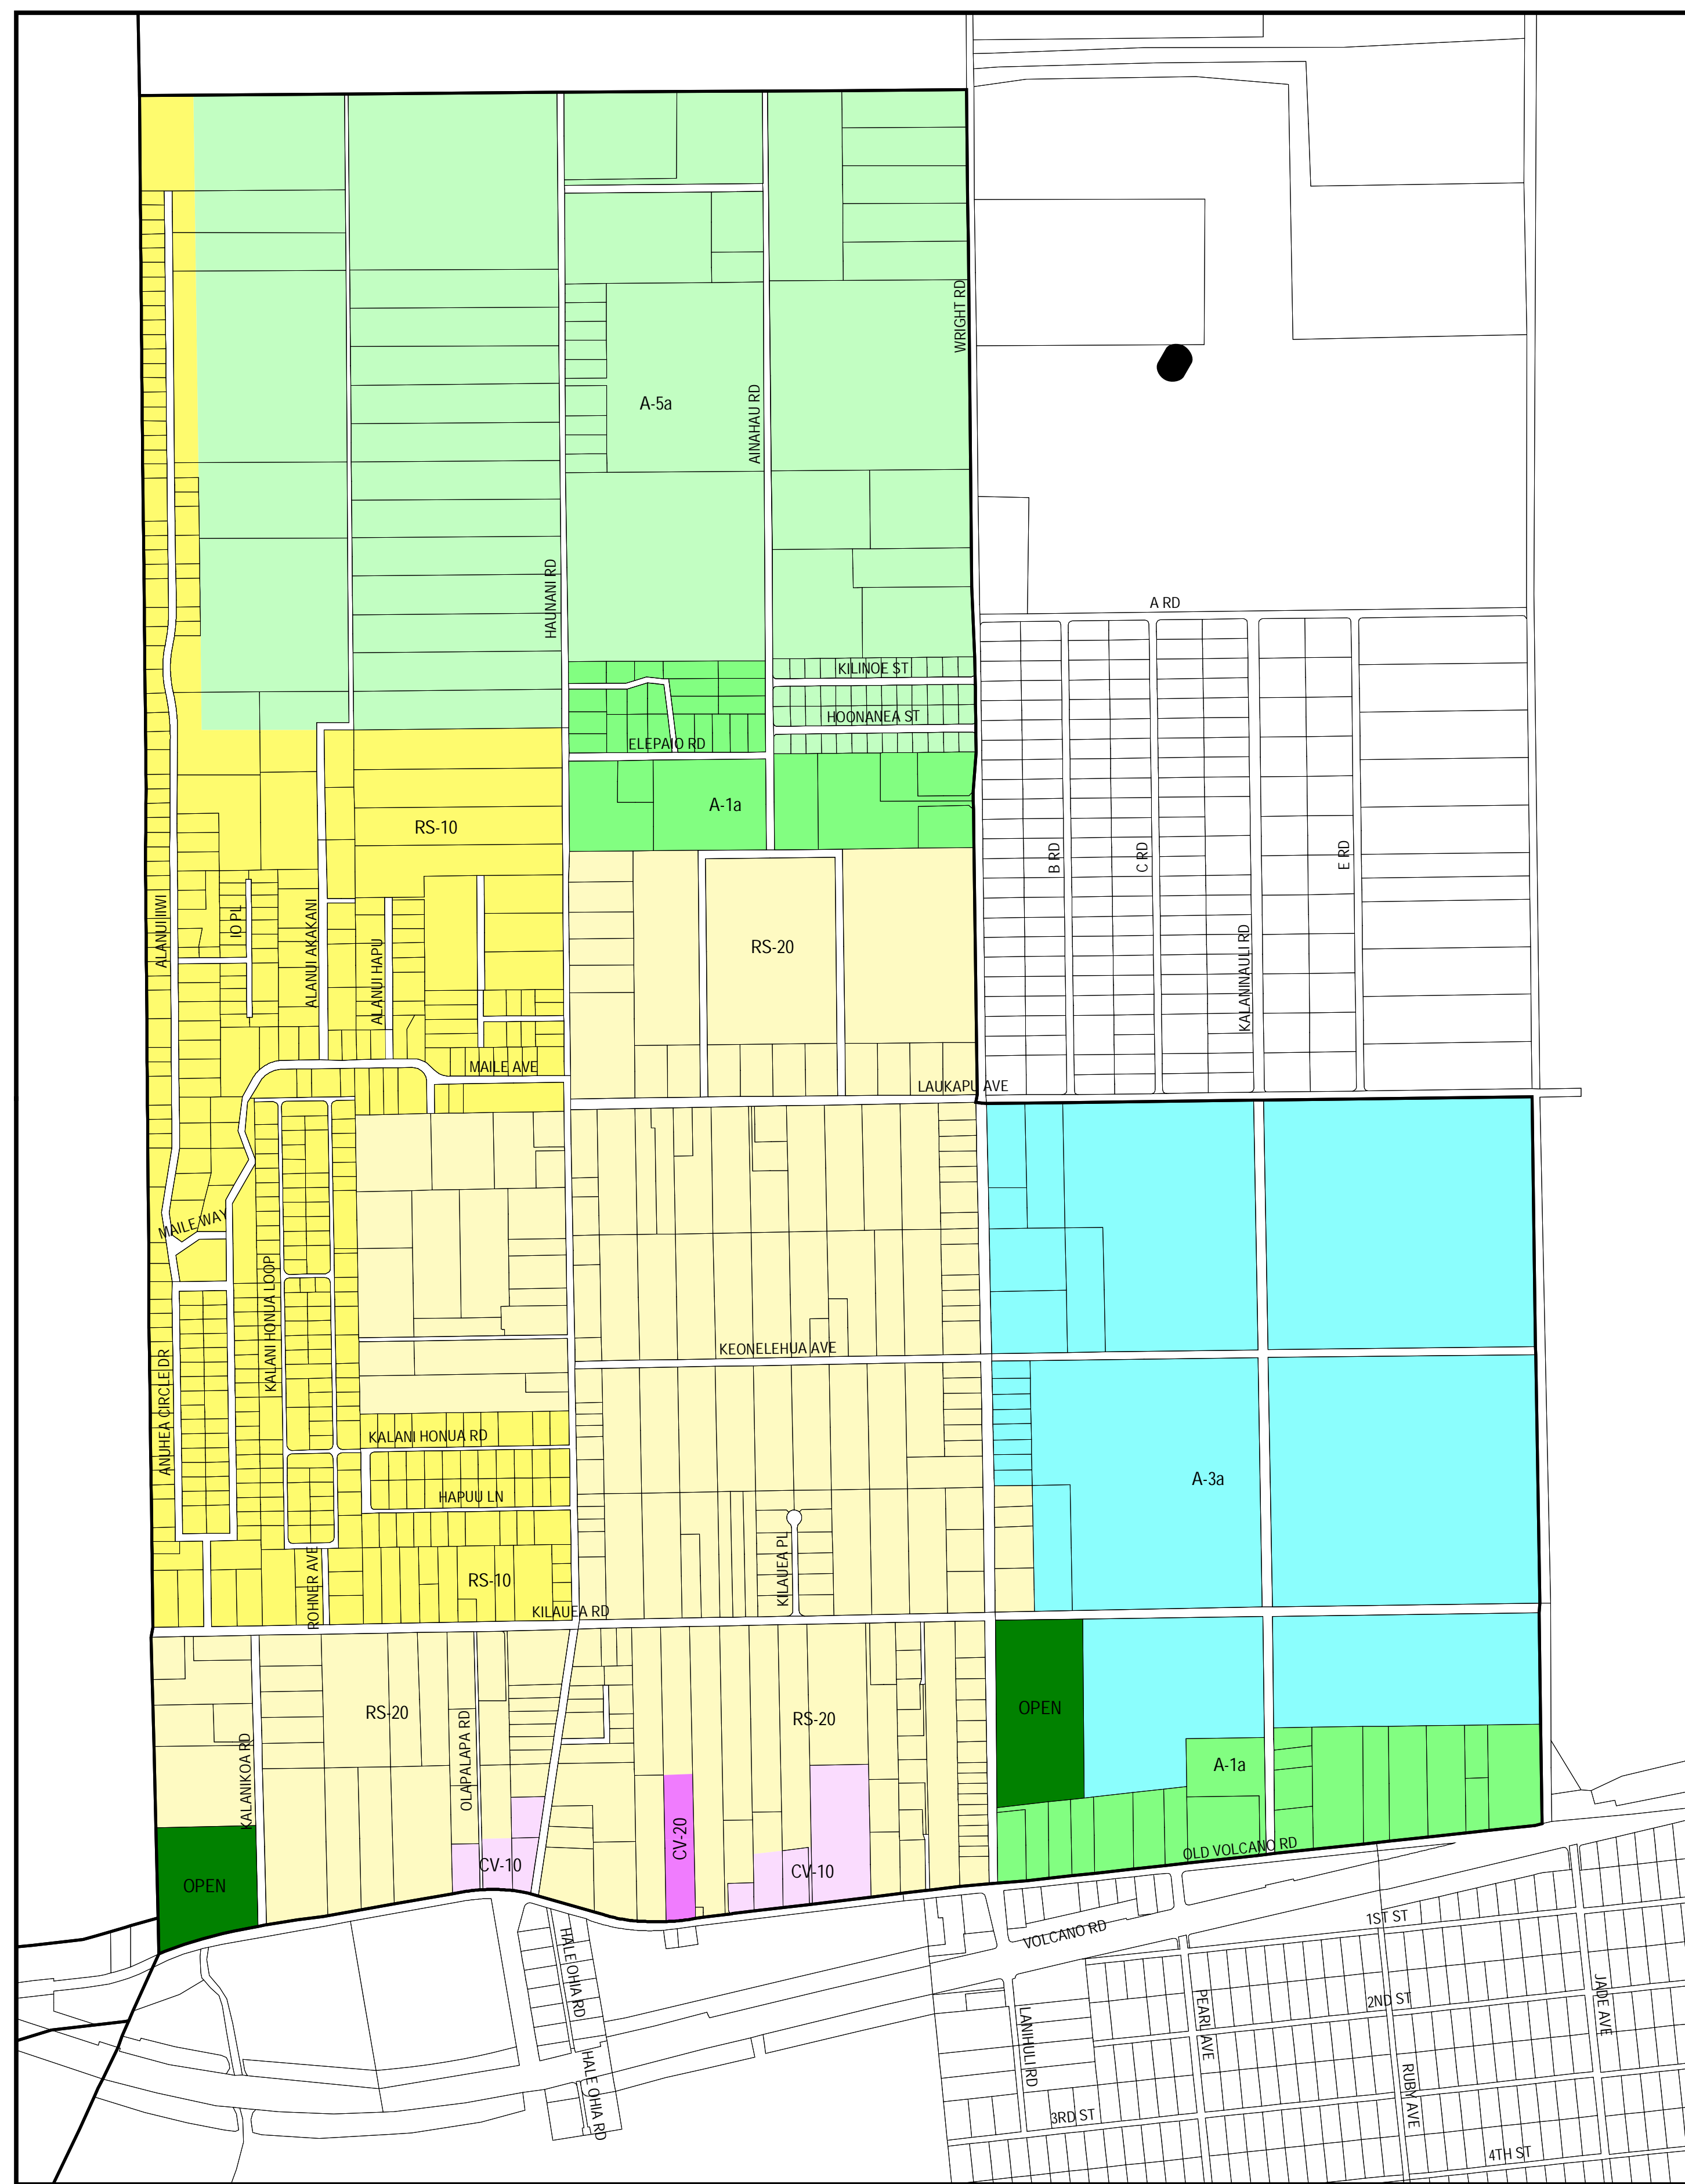 WRIGHT RD
A-5a
AINAHAU RD
HAUNANI RD
A RD
KILINOE ST
HOONANEA ST
ELEPAIO RD
A-1a
RS-10
B RD
C RD
E RD
ALANUI IIWI
IO PL
ALANUI AKAKANI
ALANUI HAPU
RS-20
KALANINAULI RD
MAILE AVE
LAUKAPU AVE
MAILE WAY
KALANI HONUA LOOP
KEONELEHUA AVE
ANUHEA CIRCLE DR
KALANI HONUA RD
A-3a
HAPUU LN
KILAUEA PL
ROHNER AVE
RS-10
KILAUEA RD
OPEN
RS-20
RS-20
KALANIKOA RD
OLAPALAPA RD
A-1a
CV-20
OLD VOLCANO RD
CV-10
CV-10
OPEN
1ST ST
VOLCANO RD
HALE OHIA RD
2ND ST
JADE AVE
PEARL AVE
LANIHULI RD
HALE OHIA RD
RUBY AVE
3RD ST
4TH ST